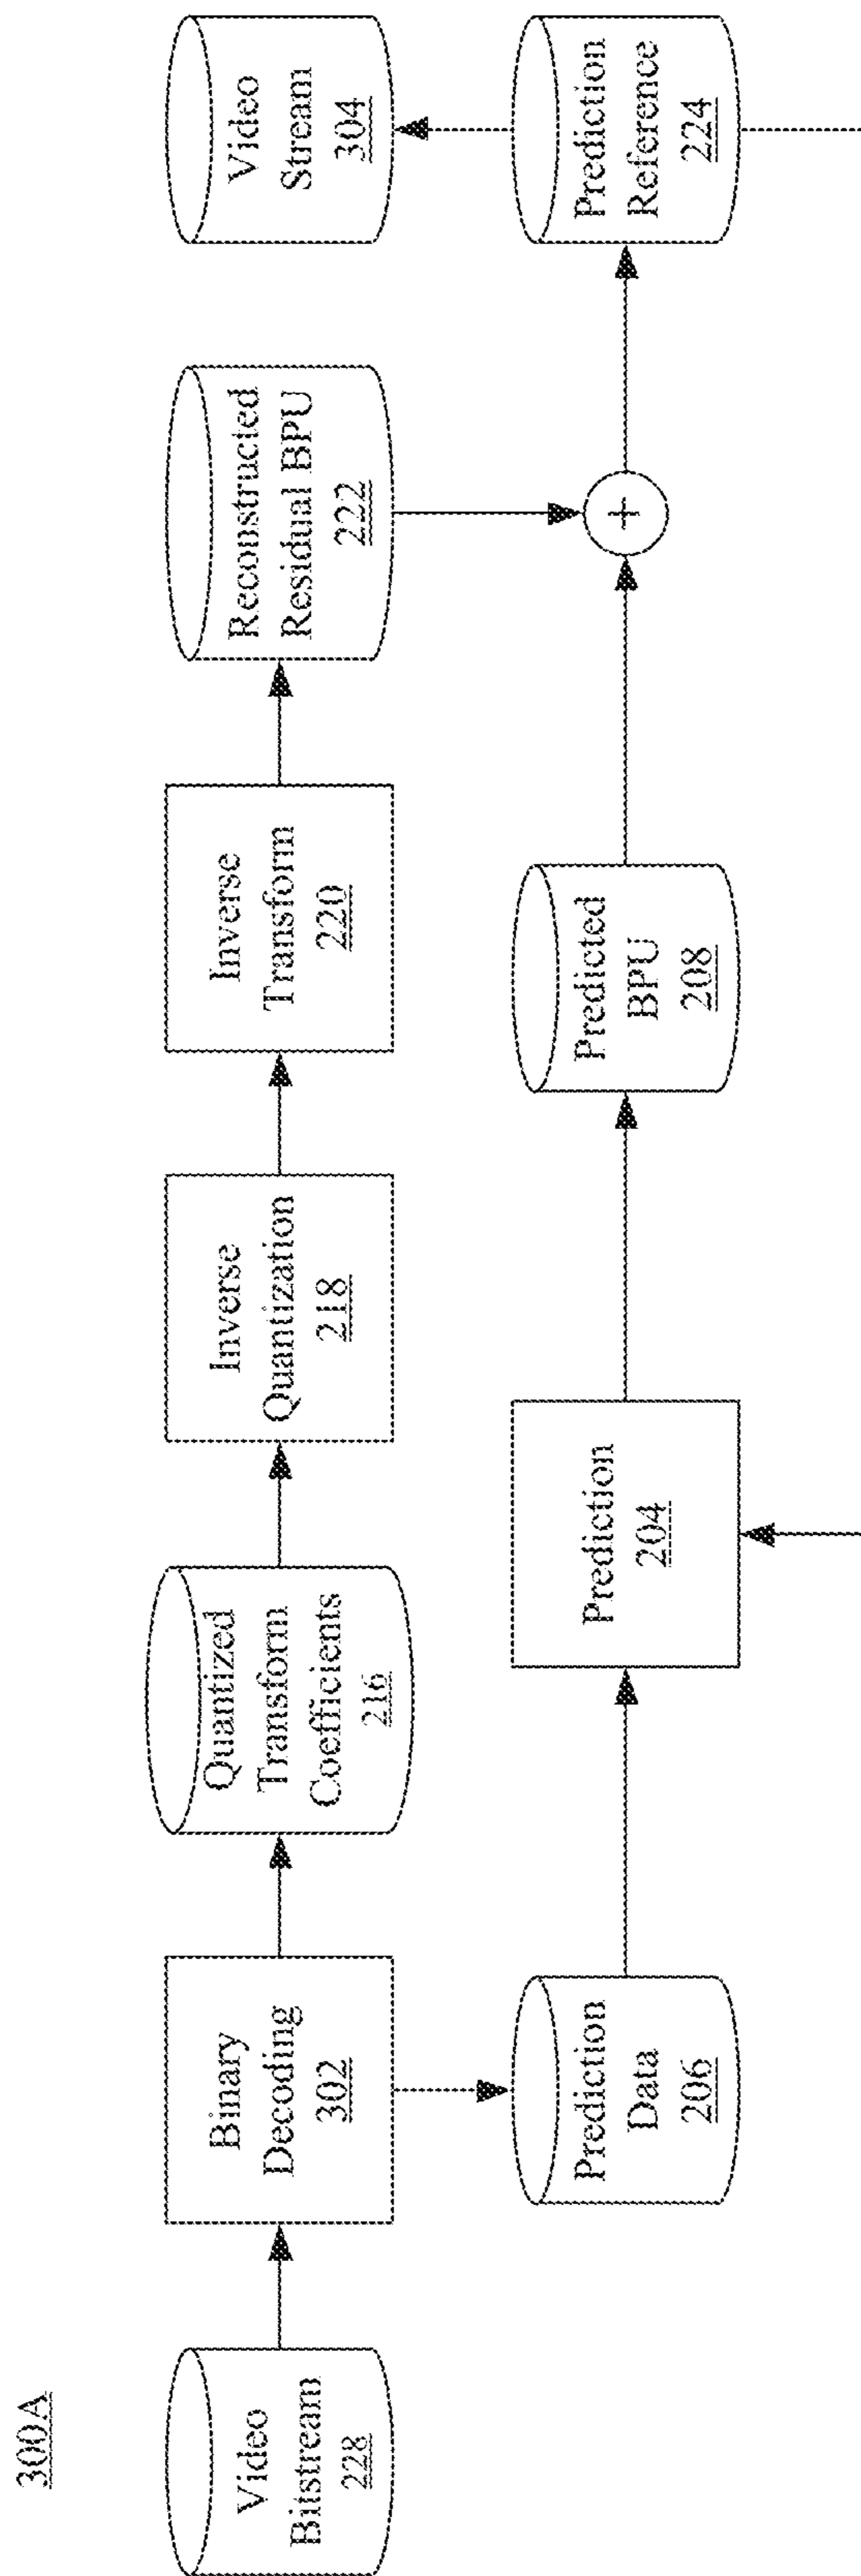 300A
Video
Bitstream
228
Binary
Decoding
302
Quantized
Transform
Coefficients
216
Inverse
Quantization
218
Inverse
Transform
220
Reconstructed
Residual BPU
222
Video
Stream
304
Prediction
Data
206
Prediction
204
Predicted
BPU
208
+
Prediction
Reference
224